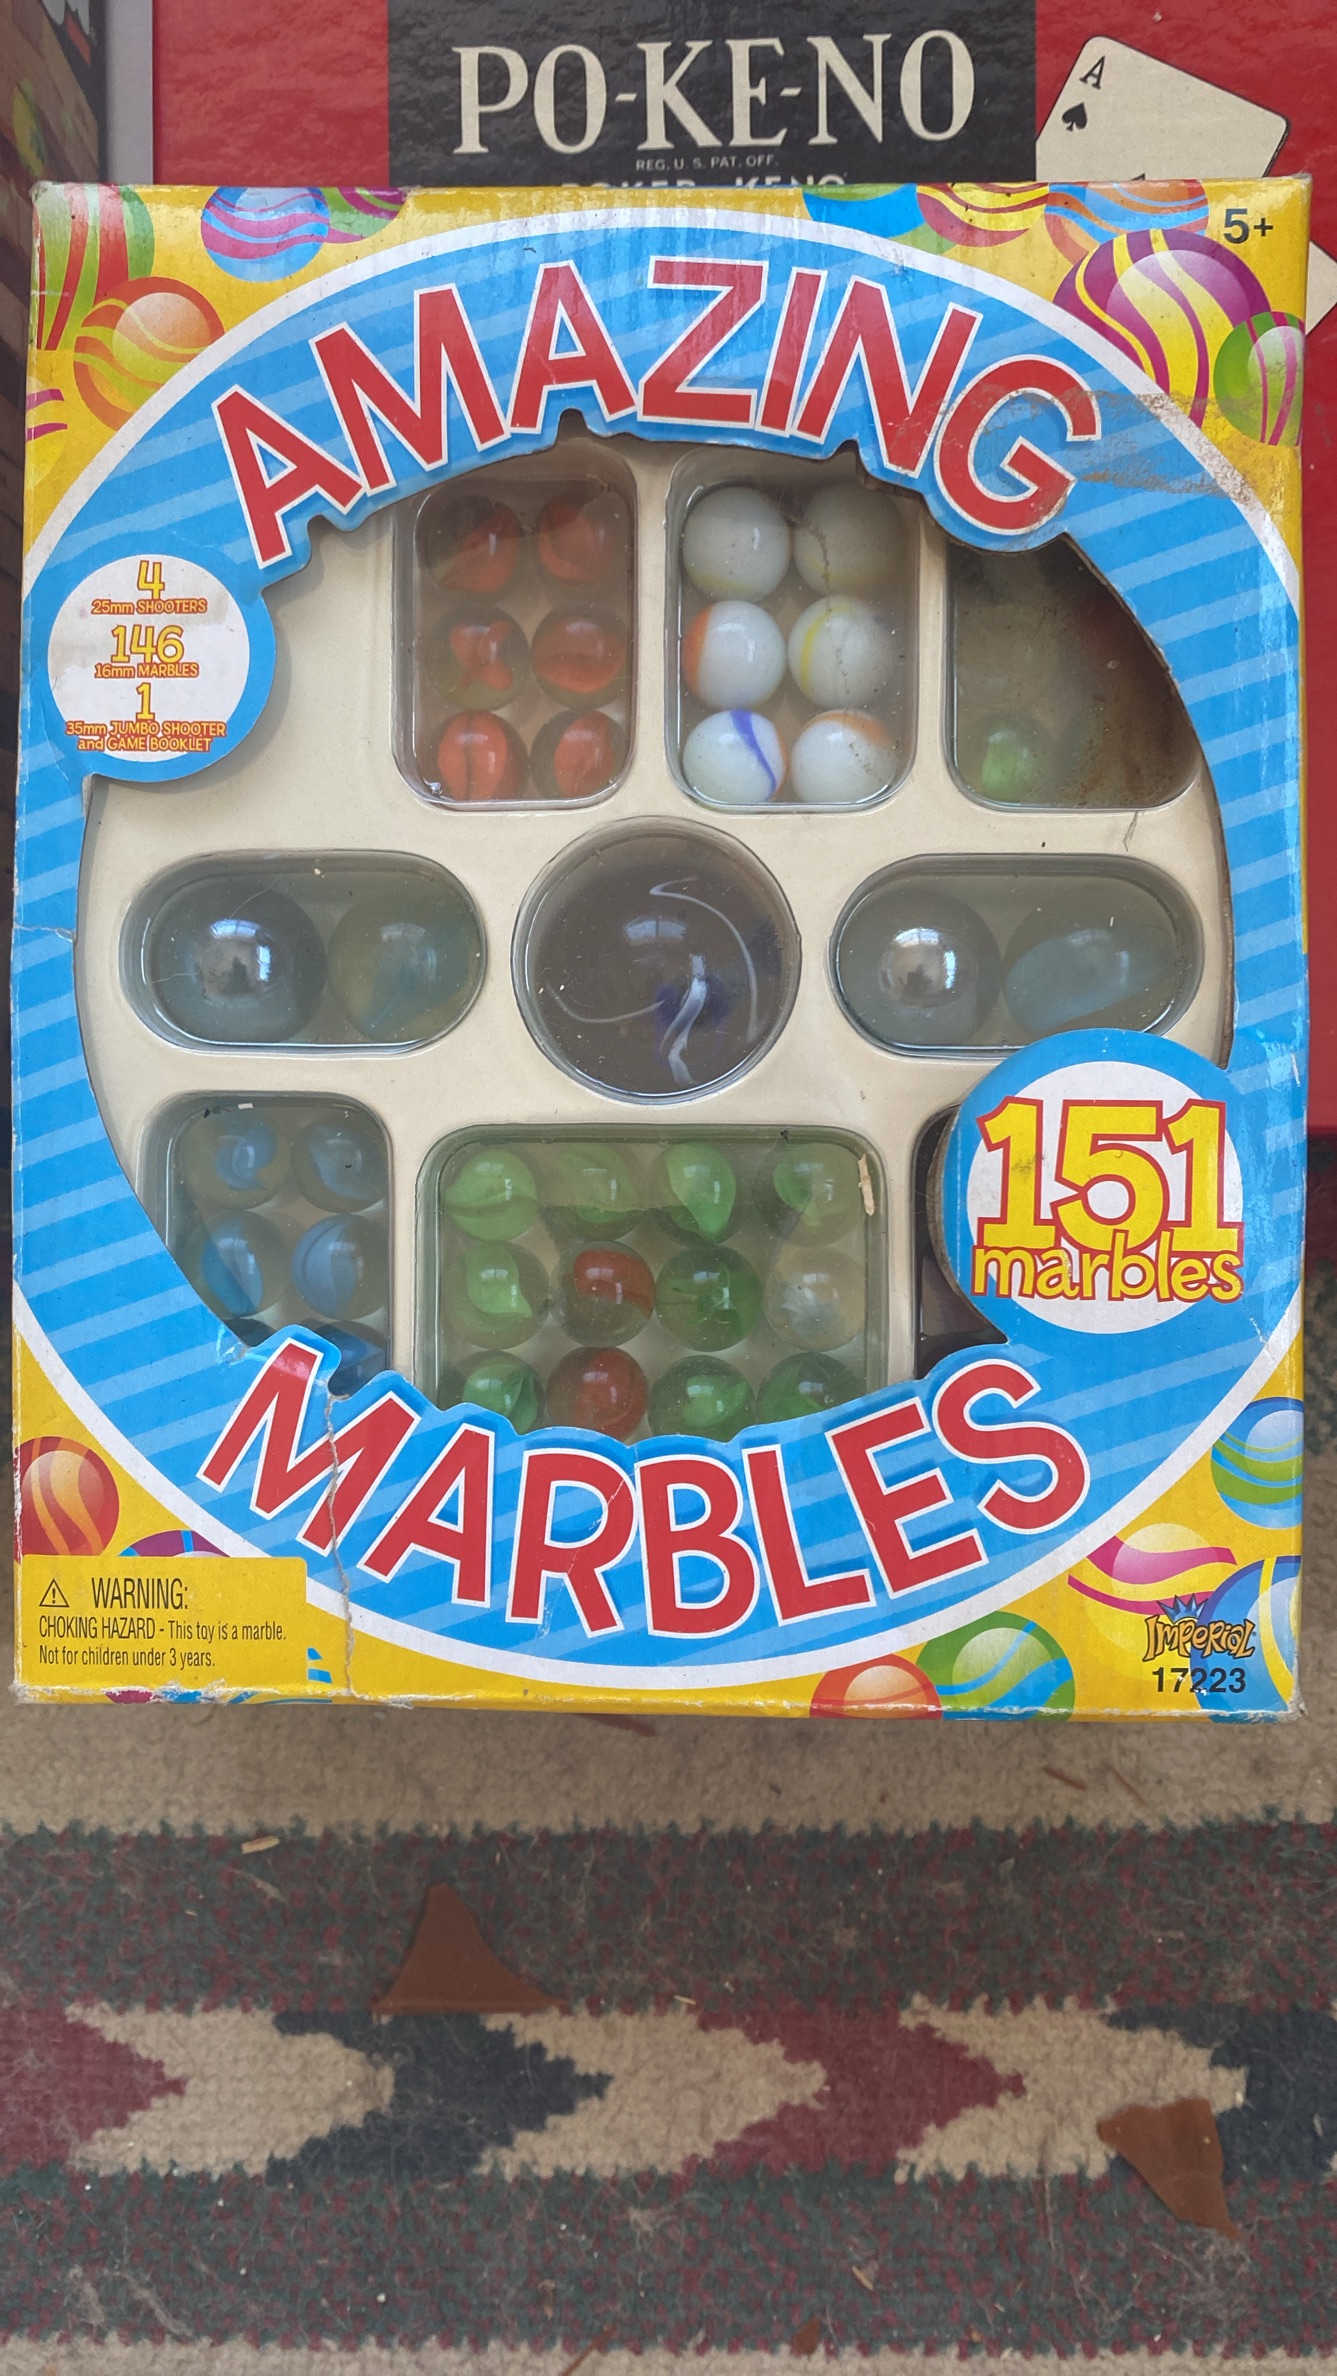 PO-KE-NO
REG. U. S. PAT. OFF.
POKER - KENO
A
5+
AMAZING
4
25mm SHOOTERS
146
16mm MARBLES
1
35mm JUMBO SHOOTER
and GAME BOOKLET
151
marbles
MARBLES
WARNING:
CHOKING HAZARD - This toy is a marble.
Not for children under 3 years.
IMPERIAL
17223